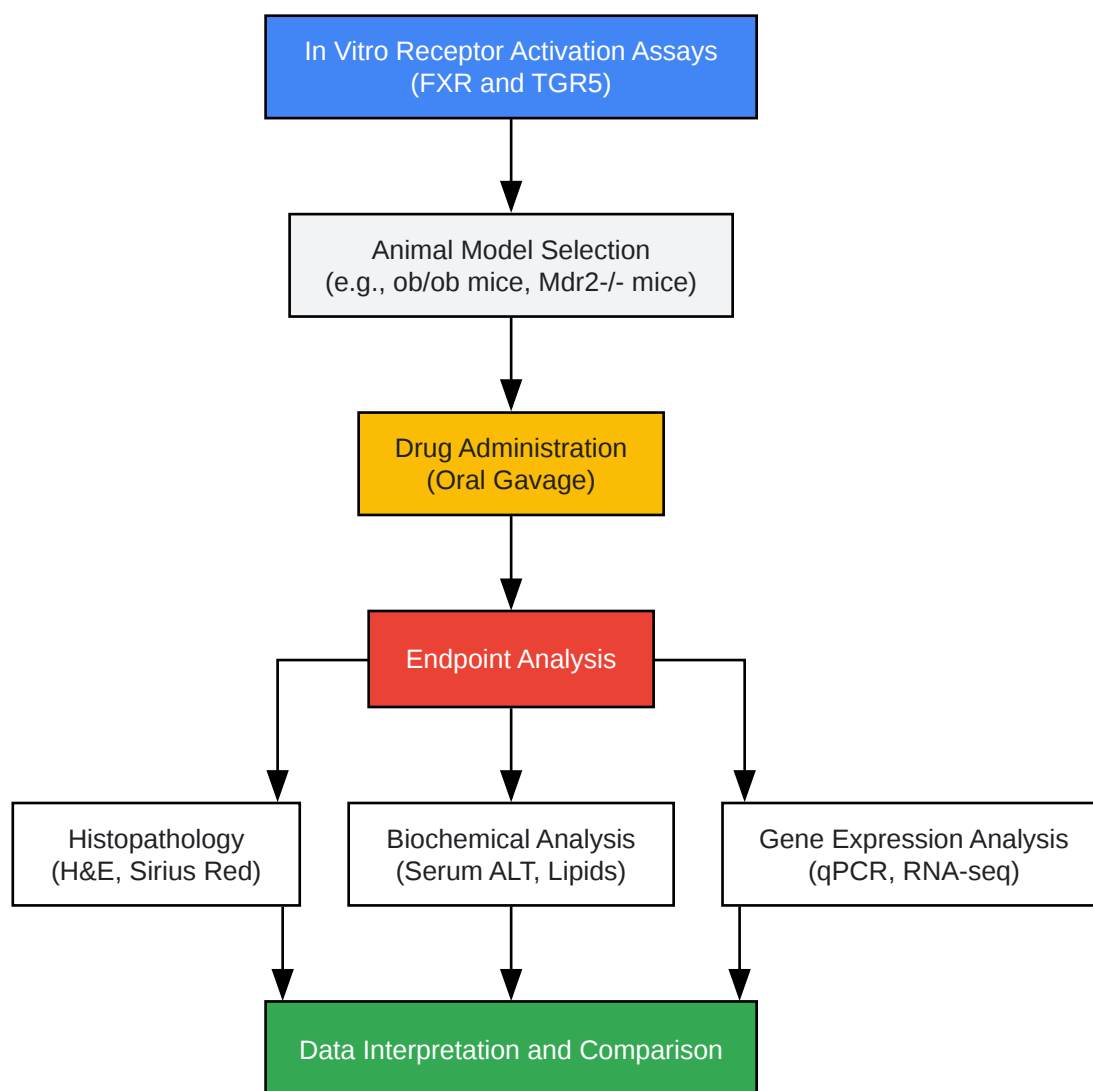 In Vitro Receptor Activation Assays
(FXR and TGR5)
Animal Model Selection
(e.g., ob/ob mice, Mdr2-/- mice)
Drug Administration
(Oral Gavage)
Endpoint Analysis
Histopathology
(H&E, Sirius Red)
Biochemical Analysis
(Serum ALT, Lipids)
Gene Expression Analysis
(qPCR, RNA-seq)
Data Interpretation and Comparison